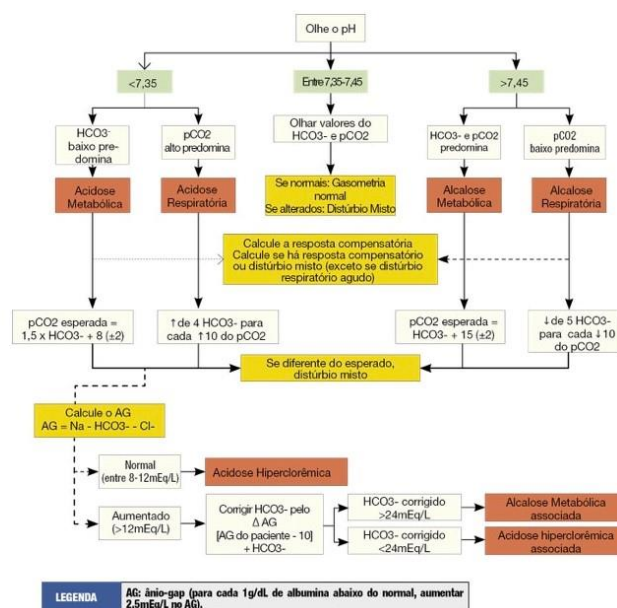 Olhe o pH
<7,35
Entre 7,35-7,45
>7,45
HCO3-
baixo pre-
domina
pCO2
alto predomina
Olhar valores do
HCO3- e pCO2
HCO3- e pCO2
predomina
pCO2
baixo predomina
Acidose
Metabólica
Acidose
Respiratória
Se normais: Gasometria
normal
Se alterados: Distúrbio Misto
Alcalose
Metabólica
Alcalose
Respiratória
Calcule a resposta compensatória
Calcule se há resposta compensatório
ou distúrbio misto (exceto se distúrbio
respiratório agudo)
pCO2 esperada =
1,5 x HCO3- + 8 (±2)
↑ de 4 HCO3- para
cada ↑10 do pCO2
pCO2 esperada =
HCO3- + 15 (±2)
↓ de 5 HCO3-
para cada ↓10
do pCO2
Se diferente do esperado,
distúrbio misto
Calcule o AG
AG = Na - HCO3- - Cl-
Normal
(entre 8-12mEq/L)
Acidose Hiperclorêmica
Aumentado
(>12mEq/L)
Corrigir HCO3- pelo
Δ AG
[AG do paciente - 10]
+ HCO3-
HCO3- corrigido
>24mEq/L
Alcalose Metabólica
associada
HCO3- corrigido
<24mEq/L
Acidose hiperclorêmica
associada
LEGENDA
AG: ânio-gap (para cada 1g/dL de albumina abaixo do normal, aumentar
2,5mEq/L no AG).